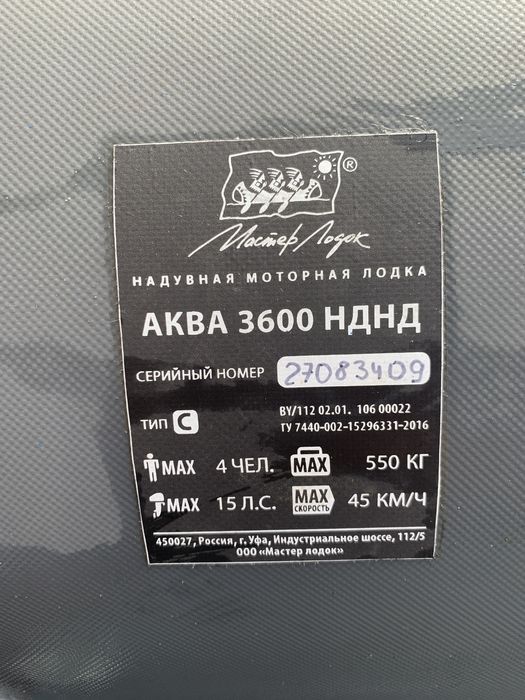 ®
Мастер Лодок
НАДУВНАЯ МОТОРНАЯ ЛОДКА
АКВА 3600 НДНД
СЕРИЙНЫЙ НОМЕР 27083409
ТИП С BY/112 02.01. 106 00022
ТУ 7440-002-15296331-2016
MAX 4 ЧЕЛ. MAX 550 КГ
MAX 15 Л.С. MAX СКОРОСТЬ 45 КМ/Ч
450027, Россия, г. Уфа, Индустриальное шоссе, 112/5
ООО «Мастер лодок»